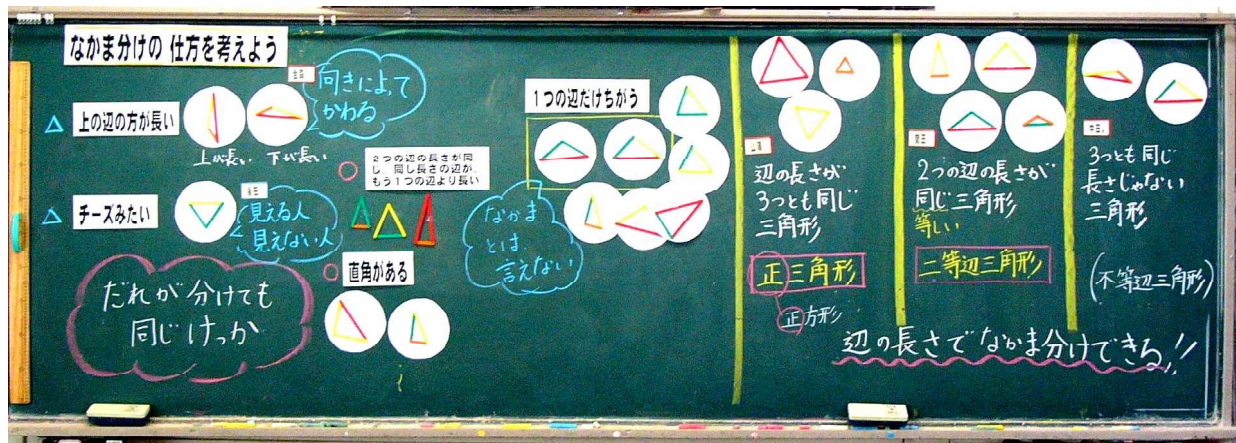 なかま分けの 仕方を考えよう
上の辺の方が長い
上が長い 下が長い
向きによって
かわる
チーズみたい
見える人
見えない人
だれが分けても
同じけっか
2つの辺の長さが同
じ、同じ長さの辺が、
もう1つの辺より長い
直角がある
1つの辺だけちがう
なかま
とは、
言えない
辺の長さが
3つとも同じ
三角形
正三角形
正方形
2つの辺の長さが
同じ三角形
等しい
二等辺三角形
3つとも同じ
長さじゃない
三角形
(不等辺三角形)
辺の長さでなかま分けできる!!